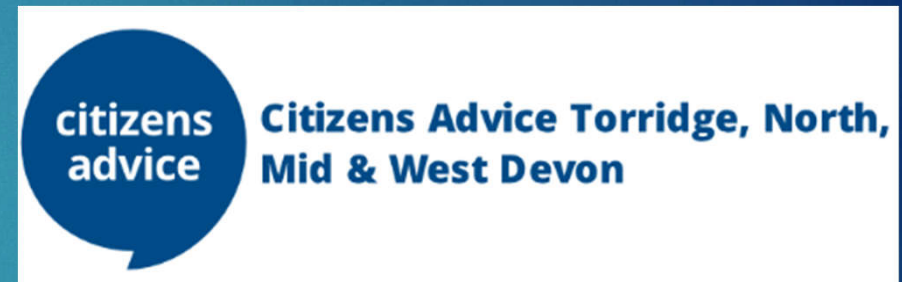 citizens
advice
Citizens Advice Torridge, North,
Mid & West Devon